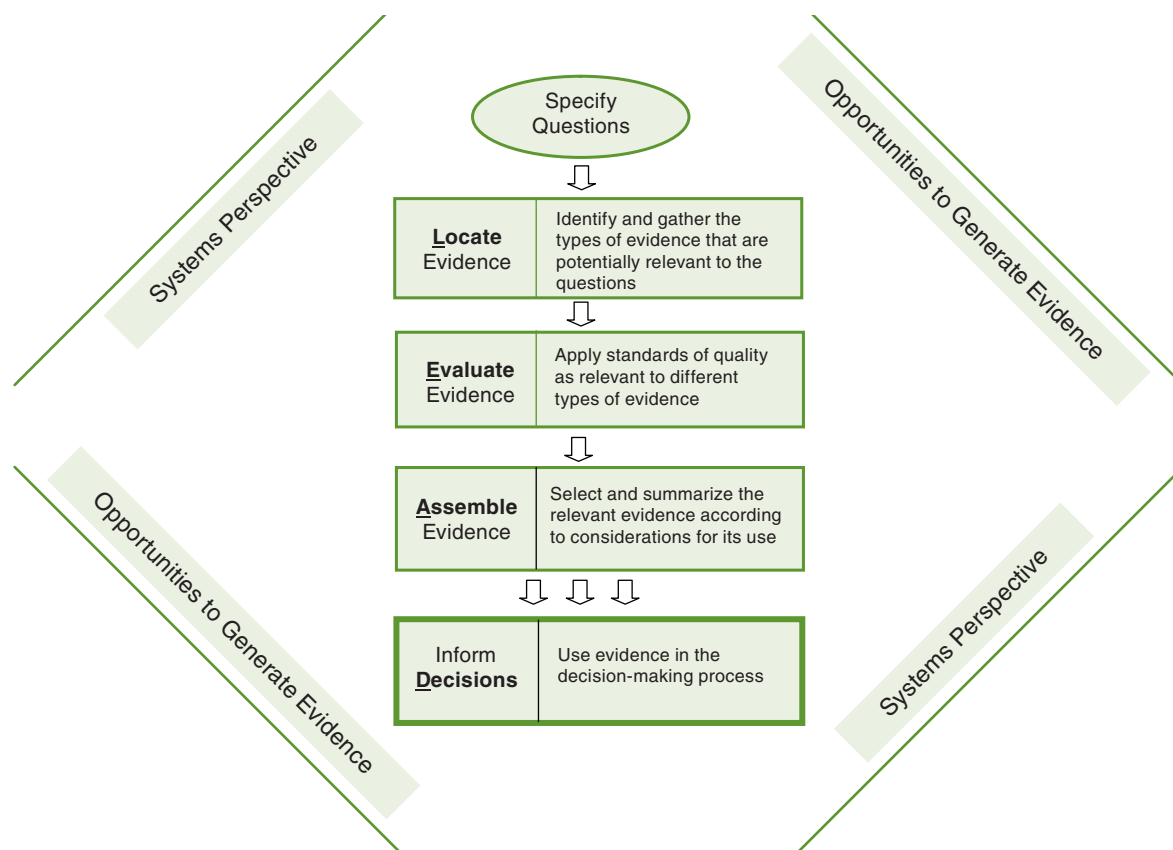 Specify
Questions
Systems Perspective
Opportunities to Generate Evidence
Locate
Evidence
Identify and gather the
types of evidence that are
potentially relevant to the
questions
Evaluate
Evidence
Apply standards of quality
as relevant to different
types of evidence
Assemble
Evidence
Select and summarize the
relevant evidence according
to considerations for its use
Opportunities to Generate Evidence
Systems Perspective
Inform
Decisions
Use evidence in the
decision-making process